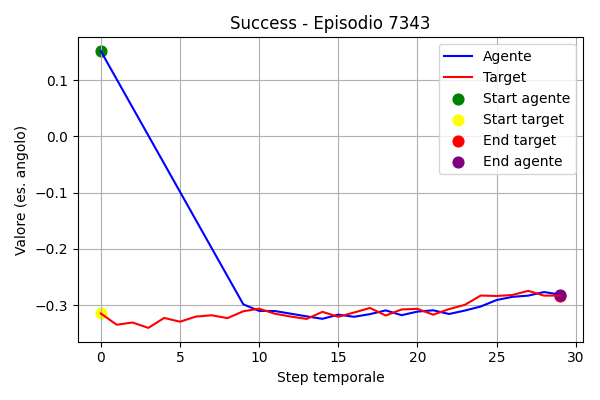 Success - Episodio 7343
Agente
Target
Start agente
Start target
End target
End agente
Valore (es. angolo)
0.1
0.0
−0.1
−0.2
−0.3
0
5
10
15
20
25
30
Step temporale